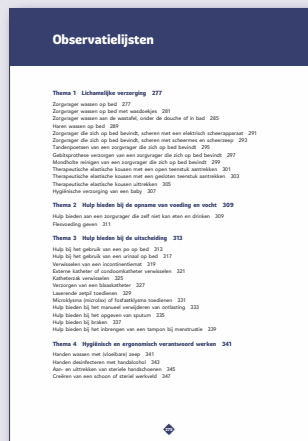 Observatielijsten
Thema 1 Lichamelijke verzorging 277
Zorgvrager wassen op bed 277
Zorgvrager wassen op bed met wasdoekjes 281
Zorgvrager wassen aan de wastafel, onder de douche of in bad 285
Haren wassen op bed 289
Zorgvrager die zich op bed bevindt, scheren met een elektrisch scheerapparaat 291
Zorgvrager die zich op bed bevindt, scheren met scheermes en scheerzeep 293
Tandenpoetsen van een zorgvrager die zich op bed bevindt 295
Gebitsprothese verzorgen van een zorgvrager die zich op bed bevindt 297
Mondholte reinigen van een zorgvrager die zich op bed bevindt 299
Therapeutische elastische kousen met een open teenstuk aantrekken 301
Therapeutische elastische kousen met een gesloten teenstuk aantrekken 303
Therapeutische elastische kousen uittrekken 305
Hygiënische verzorging van een baby 307
Thema 2 Hulp bieden bij de opname van voeding en vocht 309
Hulp bieden aan een zorgvrager die zelf niet kan eten en drinken 309
Flesvoeding geven 311
Thema 3 Hulp bieden bij de uitscheiding 313
Hulp bij het gebruik van een po op bed 313
Hulp bij het gebruik van een urinaal op bed 317
Verwisselen van een incontinentiemat 319
Externe katheter of condoomkatheter verwisselen 321
Katheterzak verwisselen 325
Verzorgen van een blaaskatheter 327
Laxerende zetpil toedienen 329
Microklysma (microlax) of fosfaatklysma toedienen 331
Hulp bieden bij het manueel verwijderen van ontlasting 333
Hulp bieden bij het opgeven van sputum 335
Hulp bieden bij braken 337
Hulp bieden bij het inbrengen van een tampon bij menstruatie 339
Thema 4 Hygiënisch en ergonomisch verantwoord werken 341
Handen wassen met (vloeibare) zeep 341
Handen desinfecteren met handalcohol 343
Aan- en uittrekken van steriele handschoenen 345
Creëren van een schoon of steriel werkveld 347